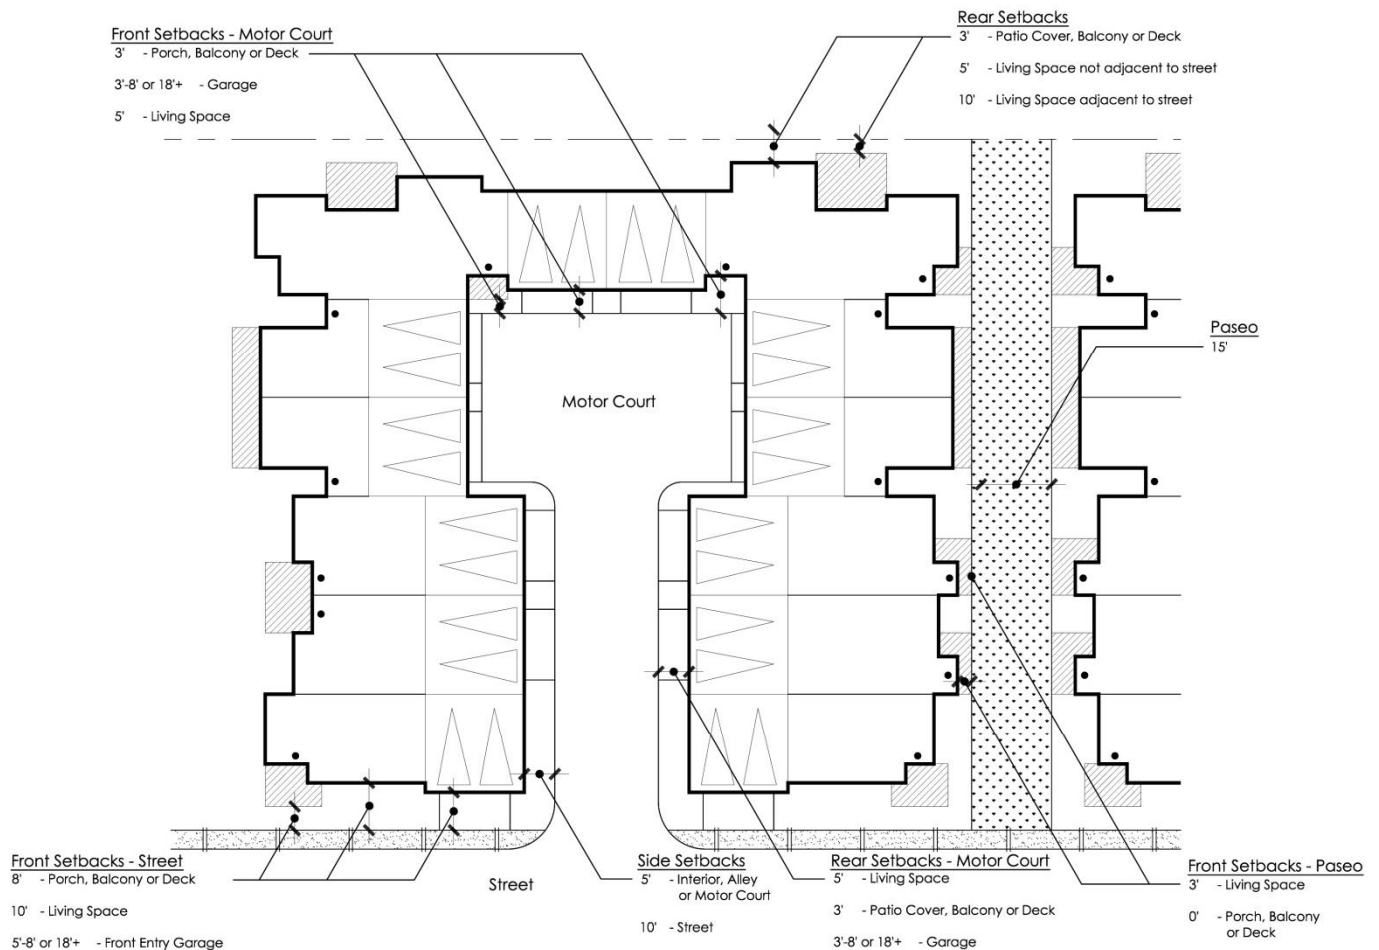 Front Setbacks - Motor Court
3' - Porch, Balcony or Deck
3'-8' or 18'+ - Garage
5' - Living Space
Rear Setbacks
3' - Patio Cover, Balcony or Deck
5' - Living Space not adjacent to street
10' - Living Space adjacent to street
Paseo
15'
Motor Court
Front Setbacks - Street
8' - Porch, Balcony or Deck
10' - Living Space
5'-8' or 18'+ - Front Entry Garage
Street
Side Setbacks
5' - Interior, Alley
or Motor Court
10' - Street
Rear Setbacks - Motor Court
5' - Living Space
3' - Patio Cover, Balcony or Deck
3'-8' or 18'+ - Garage
Front Setbacks - Paseo
3' - Living Space
0' - Porch, Balcony
or Deck